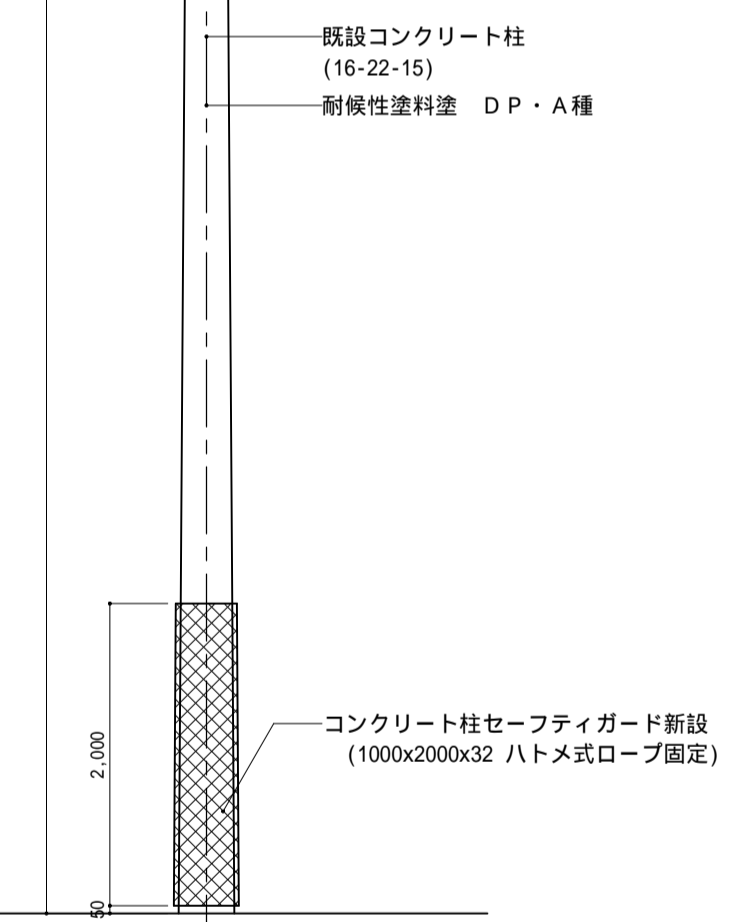 既設コンクリート柱
(16-22-15)
耐候性塗料塗　ＤＰ・Ａ種
コンクリート柱セーフティガード新設
(1000x2000x32 ハトメ式ロープ固定)
2,000
50